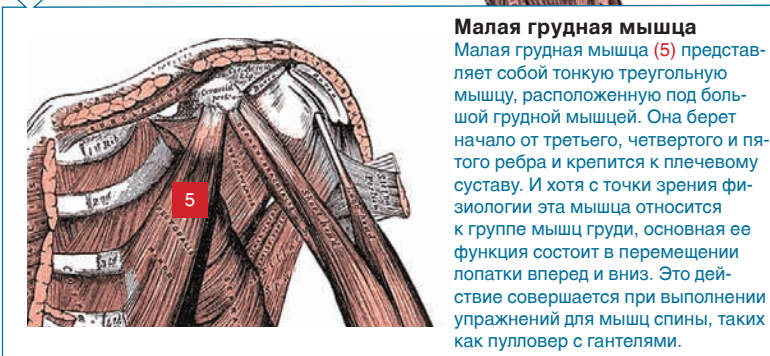 Малая грудная мышца
Малая грудная мышца (5) представ-
ляет собой тонкую треугольную
мышцу, расположенную под боль-
шой грудной мышцей. Она берет
начало от третьего, четвертого и пя-
того ребра и крепится к плечевому
суставу. И хотя с точки зрения фи-
зиологии эта мышца относится
к группе мышц груди, основная ее
функция состоит в перемещении
лопатки вперед и вниз. Это дей-
ствие совершается при выполнении
упражнений для мышц спины, таких
как пулловер с гантелями.
5